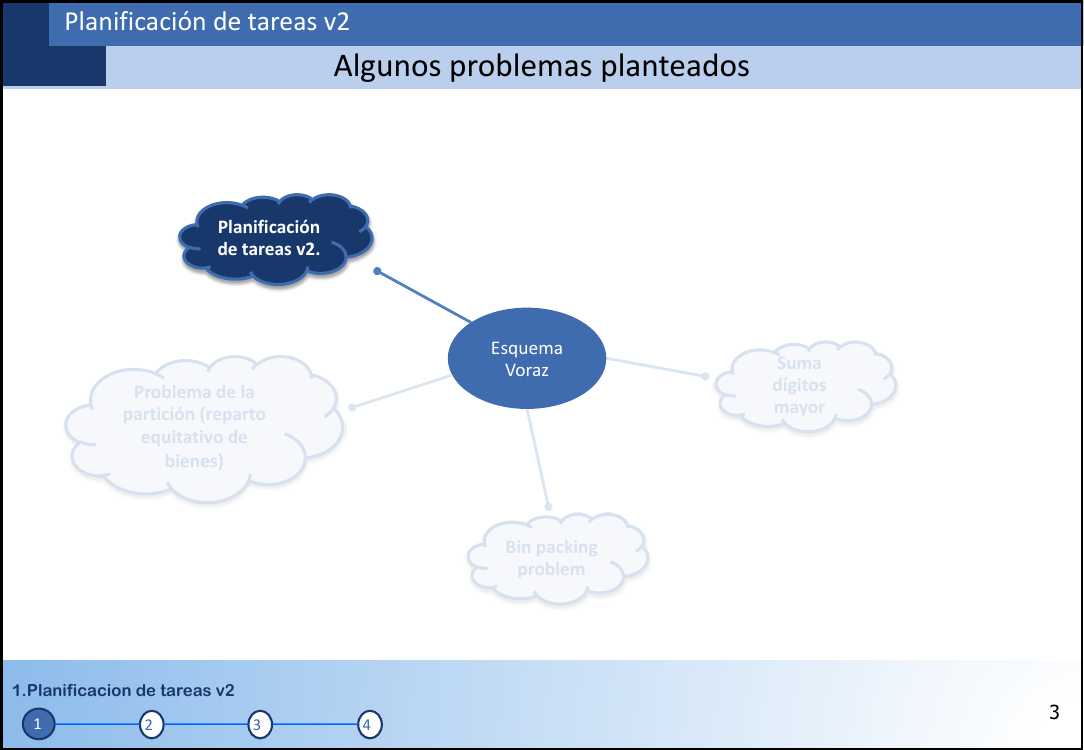 Planificación de tareas v2
Algunos problemas planteados
Planificación
de tareas v2.
Esquema
Voraz
Problema de la
partición (reparto
equitativo de
bienes)
Suma
dígitos
mayor
Bin packing
problem
1.Planificacion de tareas v2
1
2
3
4
3